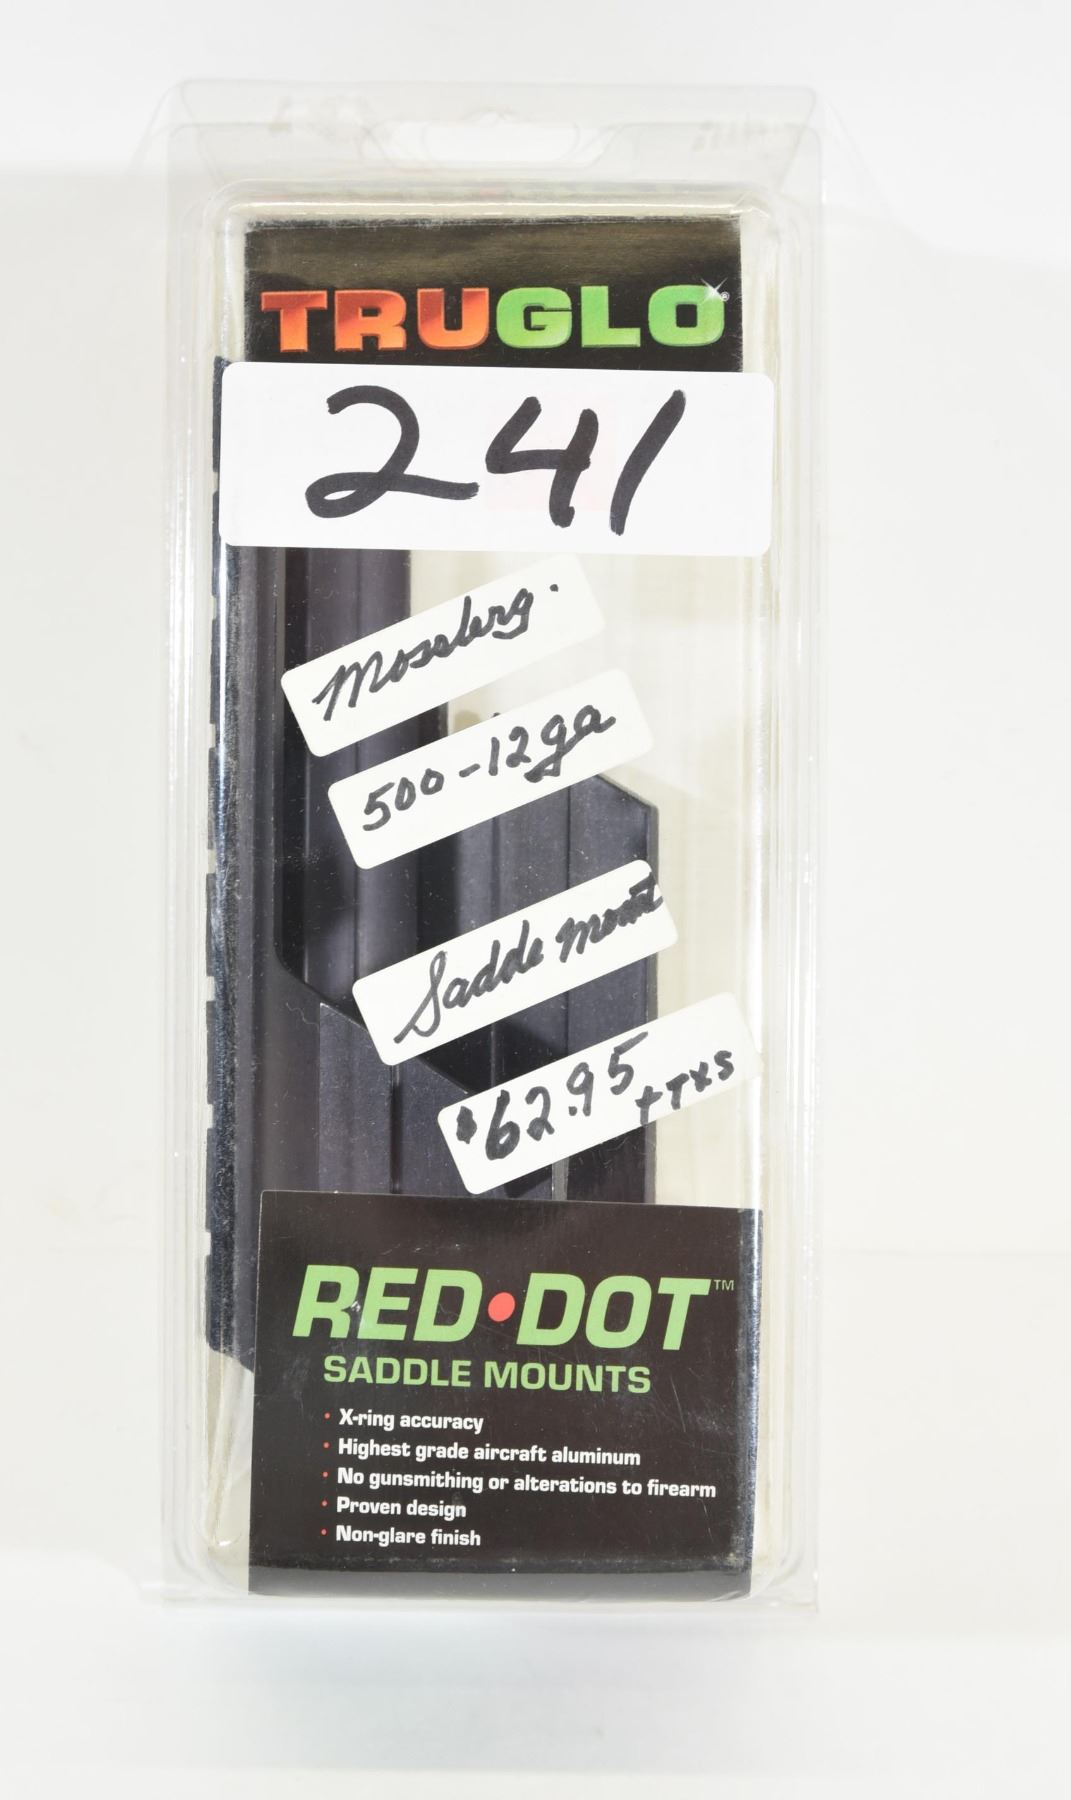 TRUGLO®
241
Mossberg.
500-12ga
Sadde mount
$62.95 + TXS
RED•DOT™
SADDLE MOUNTS
• X-ring accuracy
• Highest grade aircraft aluminum
• No gunsmithing or alterations to firearm
• Proven design
• Non-glare finish